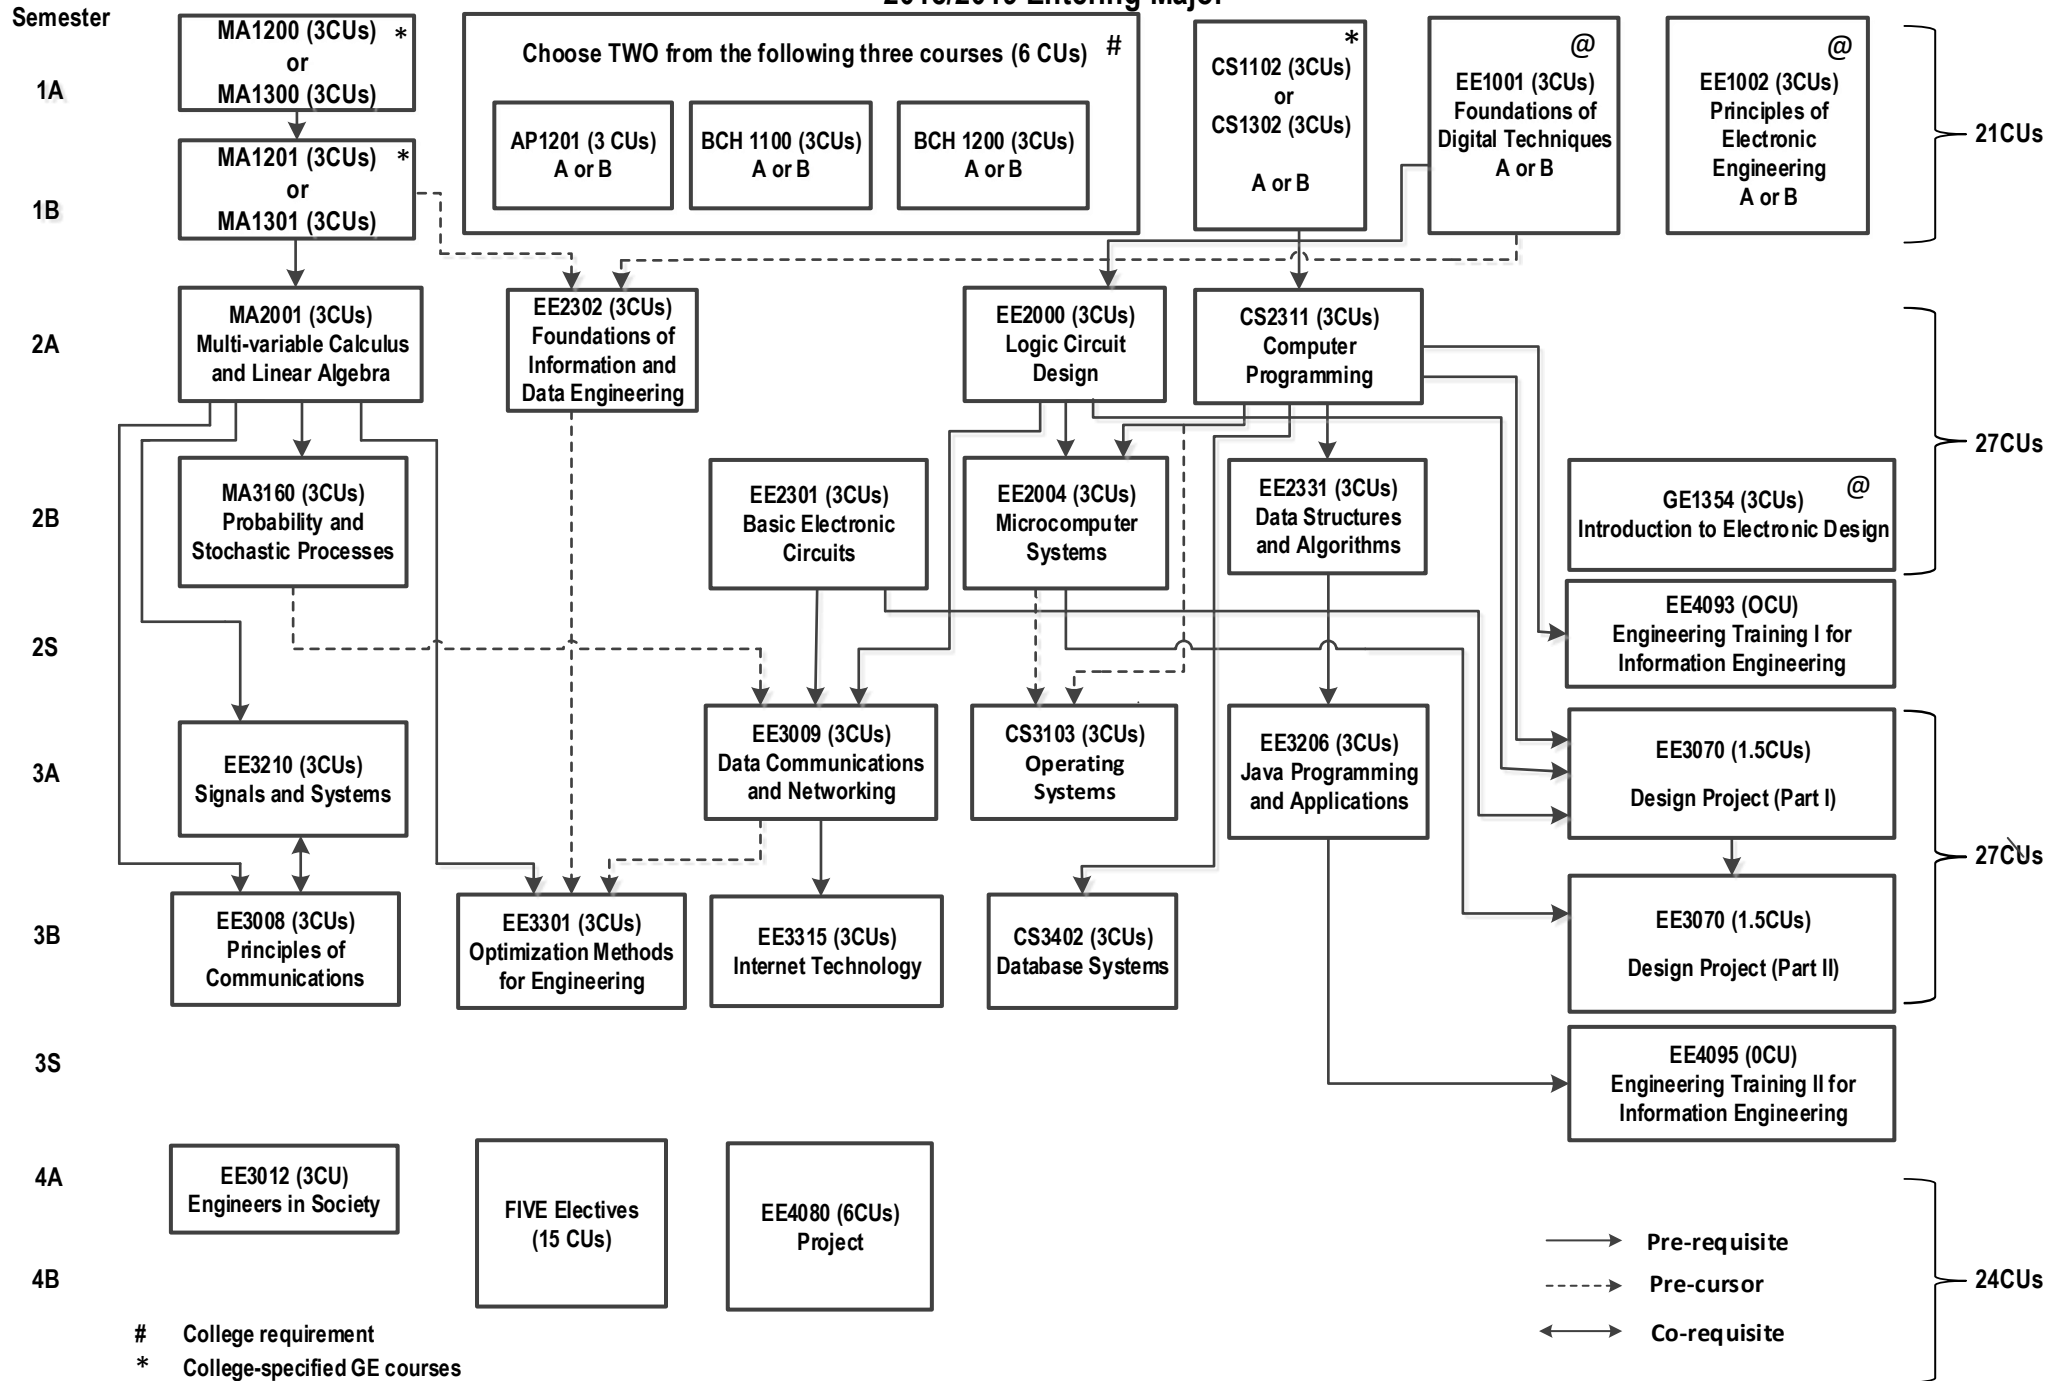 2018/2019 Entering Major
Semester
MA1200 (3CUs) *
or
MA1300 (3CUs)
Choose TWO from the following three courses (6 CUs) #
AP1201 (3 CUs)
A or B
BCH 1100 (3CUs)
A or B
BCH 1200 (3CUs)
A or B
*
CS1102 (3CUs)
or
CS1302 (3CUs)
A or B
@
EE1001 (3CUs)
Foundations of
Digital Techniques
A or B
@
EE1002 (3CUs)
Principles of
Electronic
Engineering
A or B
21CUs
1A
1B
MA1201 (3CUs) *
or
MA1301 (3CUs)
2A
MA2001 (3CUs)
Multi-variable Calculus
and Linear Algebra
EE2302 (3CUs)
Foundations of
Information and
Data Engineering
EE2000 (3CUs)
Logic Circuit
Design
CS2311 (3CUs)
Computer
Programming
27CUs
2B
MA3160 (3CUs)
Probability and
Stochastic Processes
EE2301 (3CUs)
Basic Electronic
Circuits
EE2004 (3CUs)
Microcomputer
Systems
EE2331 (3CUs)
Data Structures
and Algorithms
@
GE1354 (3CUs)
Introduction to Electronic Design
2S
EE4093 (OCU)
Engineering Training I for
Information Engineering
3A
EE3210 (3CUs)
Signals and Systems
EE3009 (3CUs)
Data Communications
and Networking
CS3103 (3CUs)
Operating
Systems
EE3206 (3CUs)
Java Programming
and Applications
EE3070 (1.5CUs)
Design Project (Part I)
27CUs
3B
EE3008 (3CUs)
Principles of
Communications
EE3301 (3CUs)
Optimization Methods
for Engineering
EE3315 (3CUs)
Internet Technology
CS3402 (3CUs)
Database Systems
EE3070 (1.5CUs)
Design Project (Part II)
3S
EE4095 (0CU)
Engineering Training II for
Information Engineering
4A
EE3012 (3CU)
Engineers in Society
FIVE Electives
(15 CUs)
EE4080 (6CUs)
Project
4B
Pre-requisite
Pre-cursor
Co-requisite
24CUs
# College requirement
* College-specified GE courses